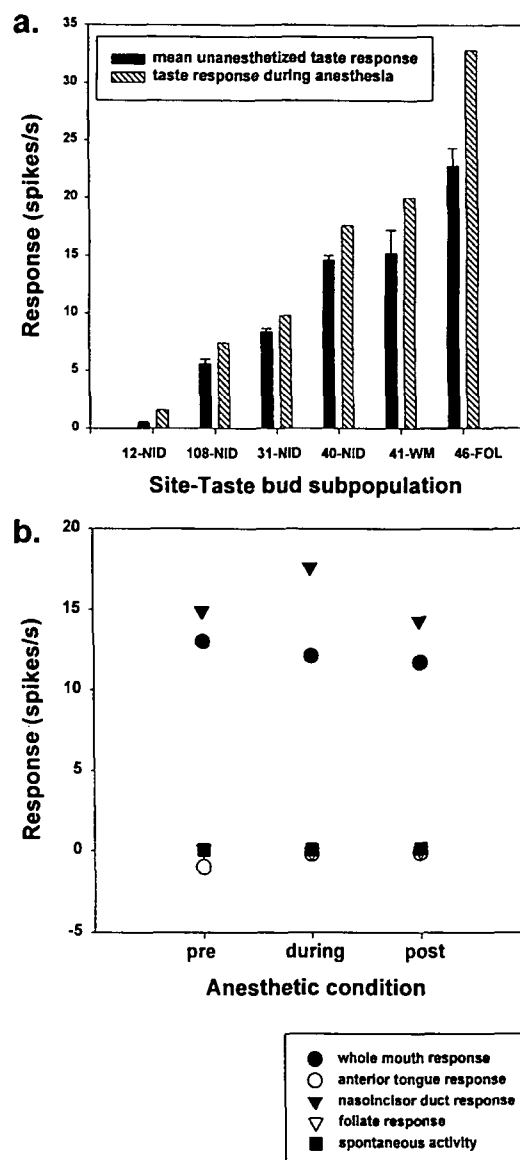 a.
35
30
25
20
15
10
5
0
Response (spikes/s)
mean unanesthetized taste response
taste response during anesthesia
12-NID 108-NID 31-NID 40-NID 41-WM 46-FOL
Site-Taste bud subpopulation
b.
20
15
10
5
0
-5
Response (spikes/s)
pre during post
Anesthetic condition
whole mouth response
anterior tongue response
nasoincisor duct response
foliate response
spontaneous activity